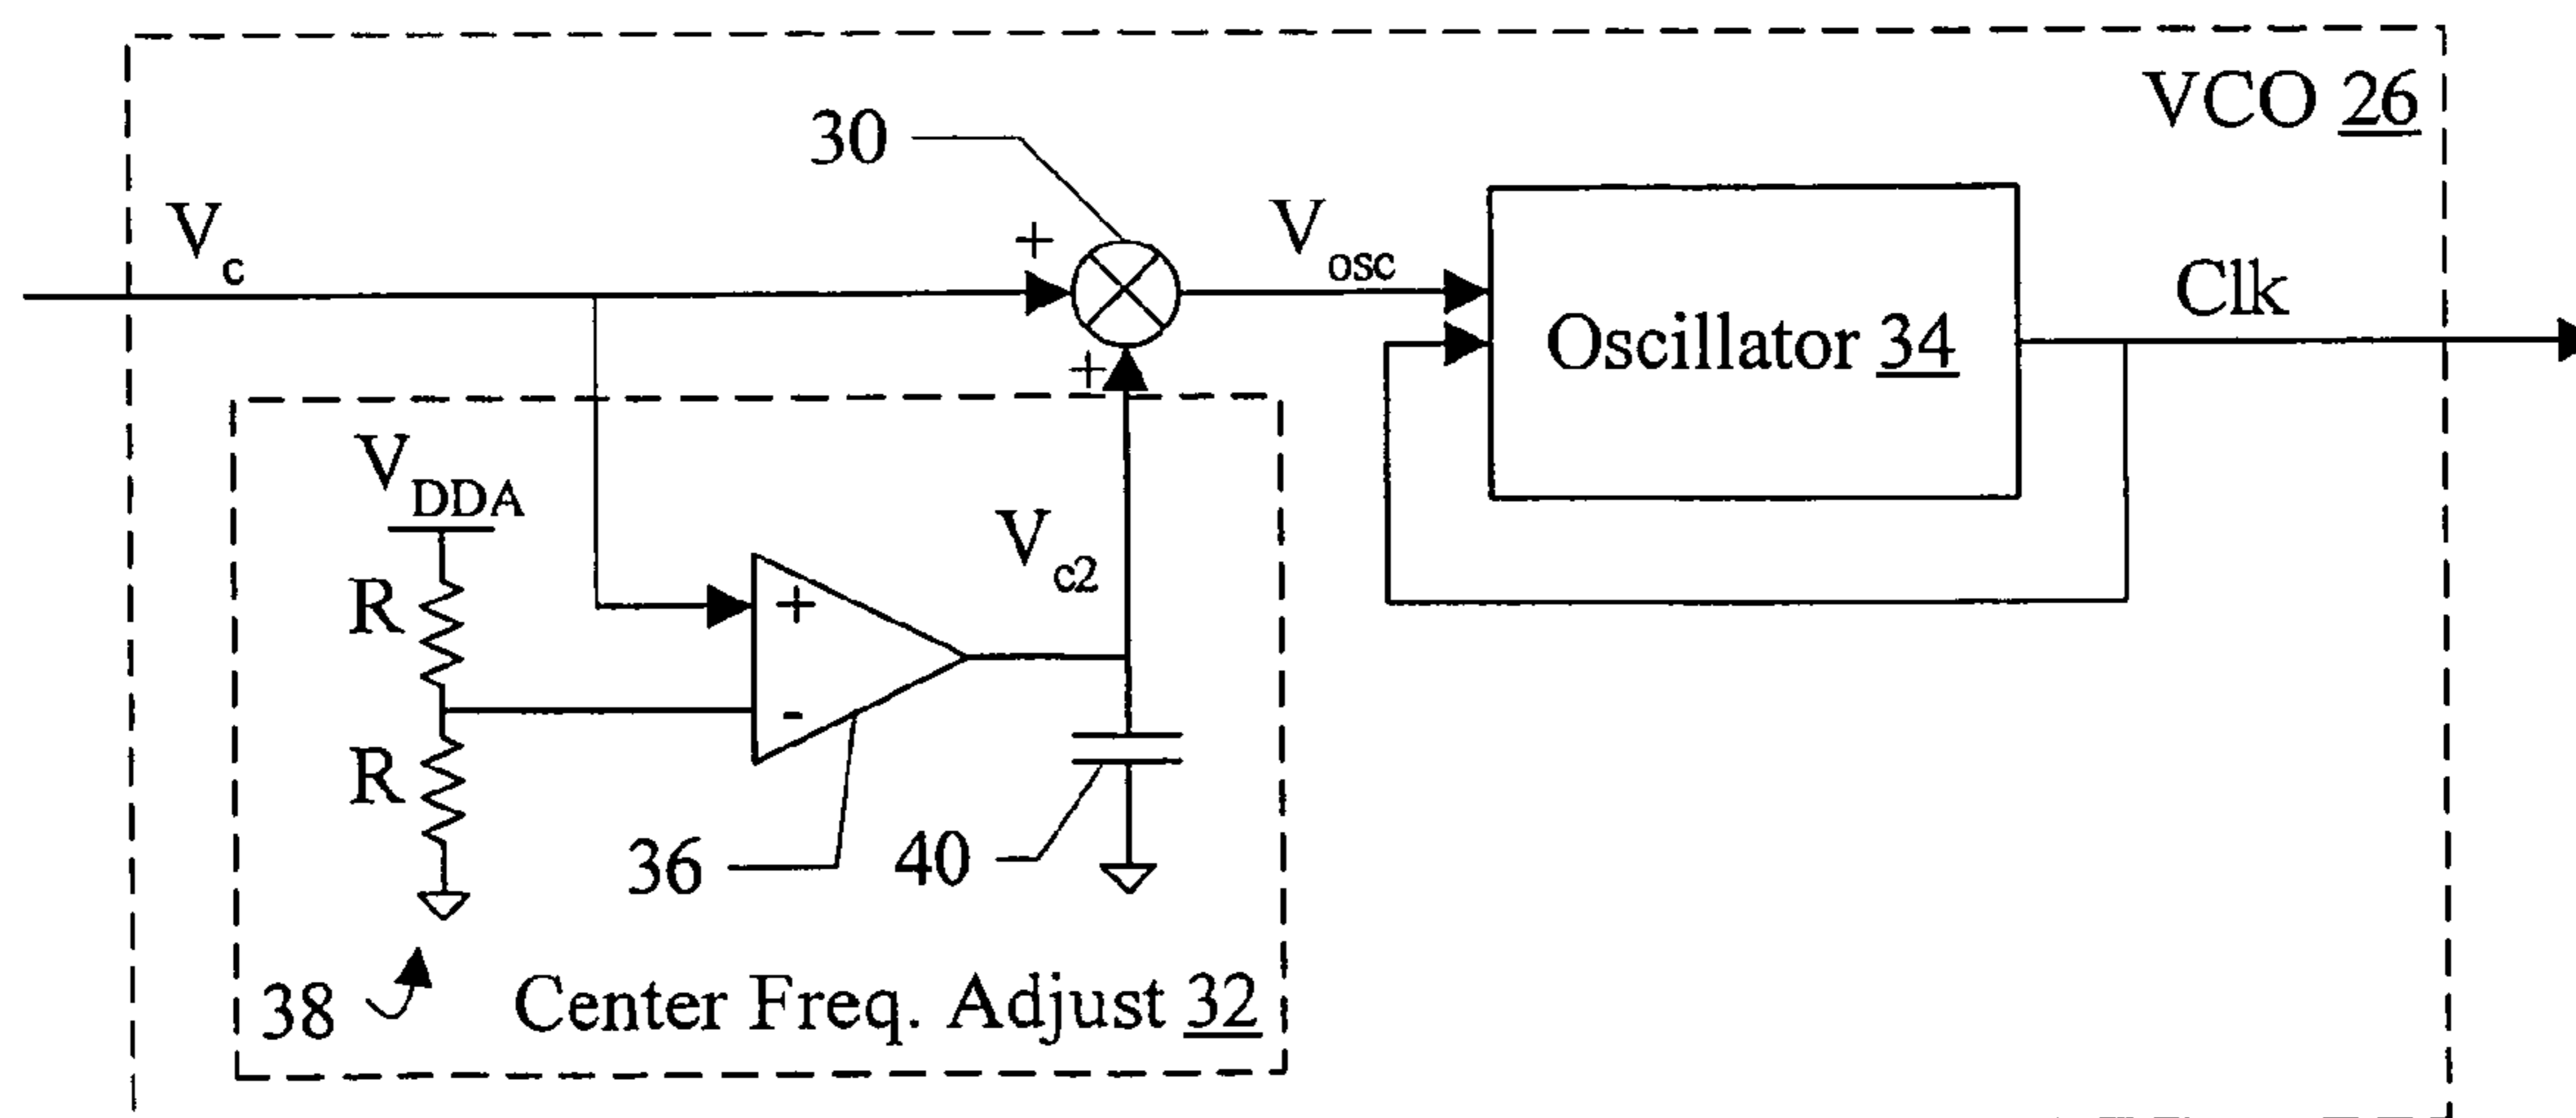 VCO 26
30
Vc
+
Vosc
Clk
+
Oscillator 34
VDDA
Vc2
R
+
-
R
36
40
38
Center Freq. Adjust 32